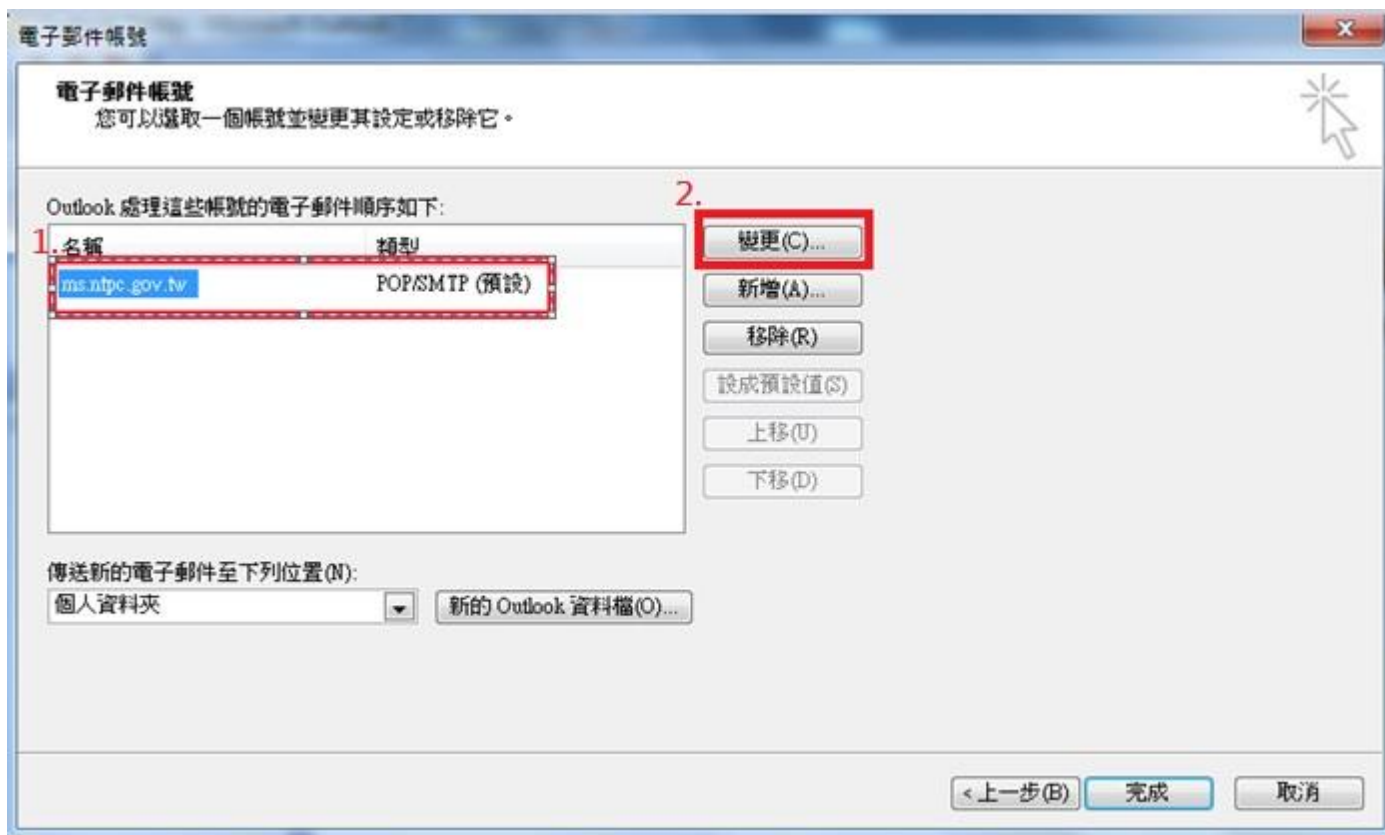 電子郵件帳號
電子郵件帳號
您可以選取一個帳號並變更其設定或移除它。
Outlook 處理這些帳號的電子郵件順序如下:
2.
1. 名稱 類型
變更(C)...
ms.ntpc.gov.tw POP/SMTP (預設)
新增(A)...
移除(R)
設成預設值(S)
上移(U)
下移(D)
傳送新的電子郵件至下列位置(N):
個人資料夾
新的 Outlook 資料檔(O)...
<上一步(B)
完成
取消